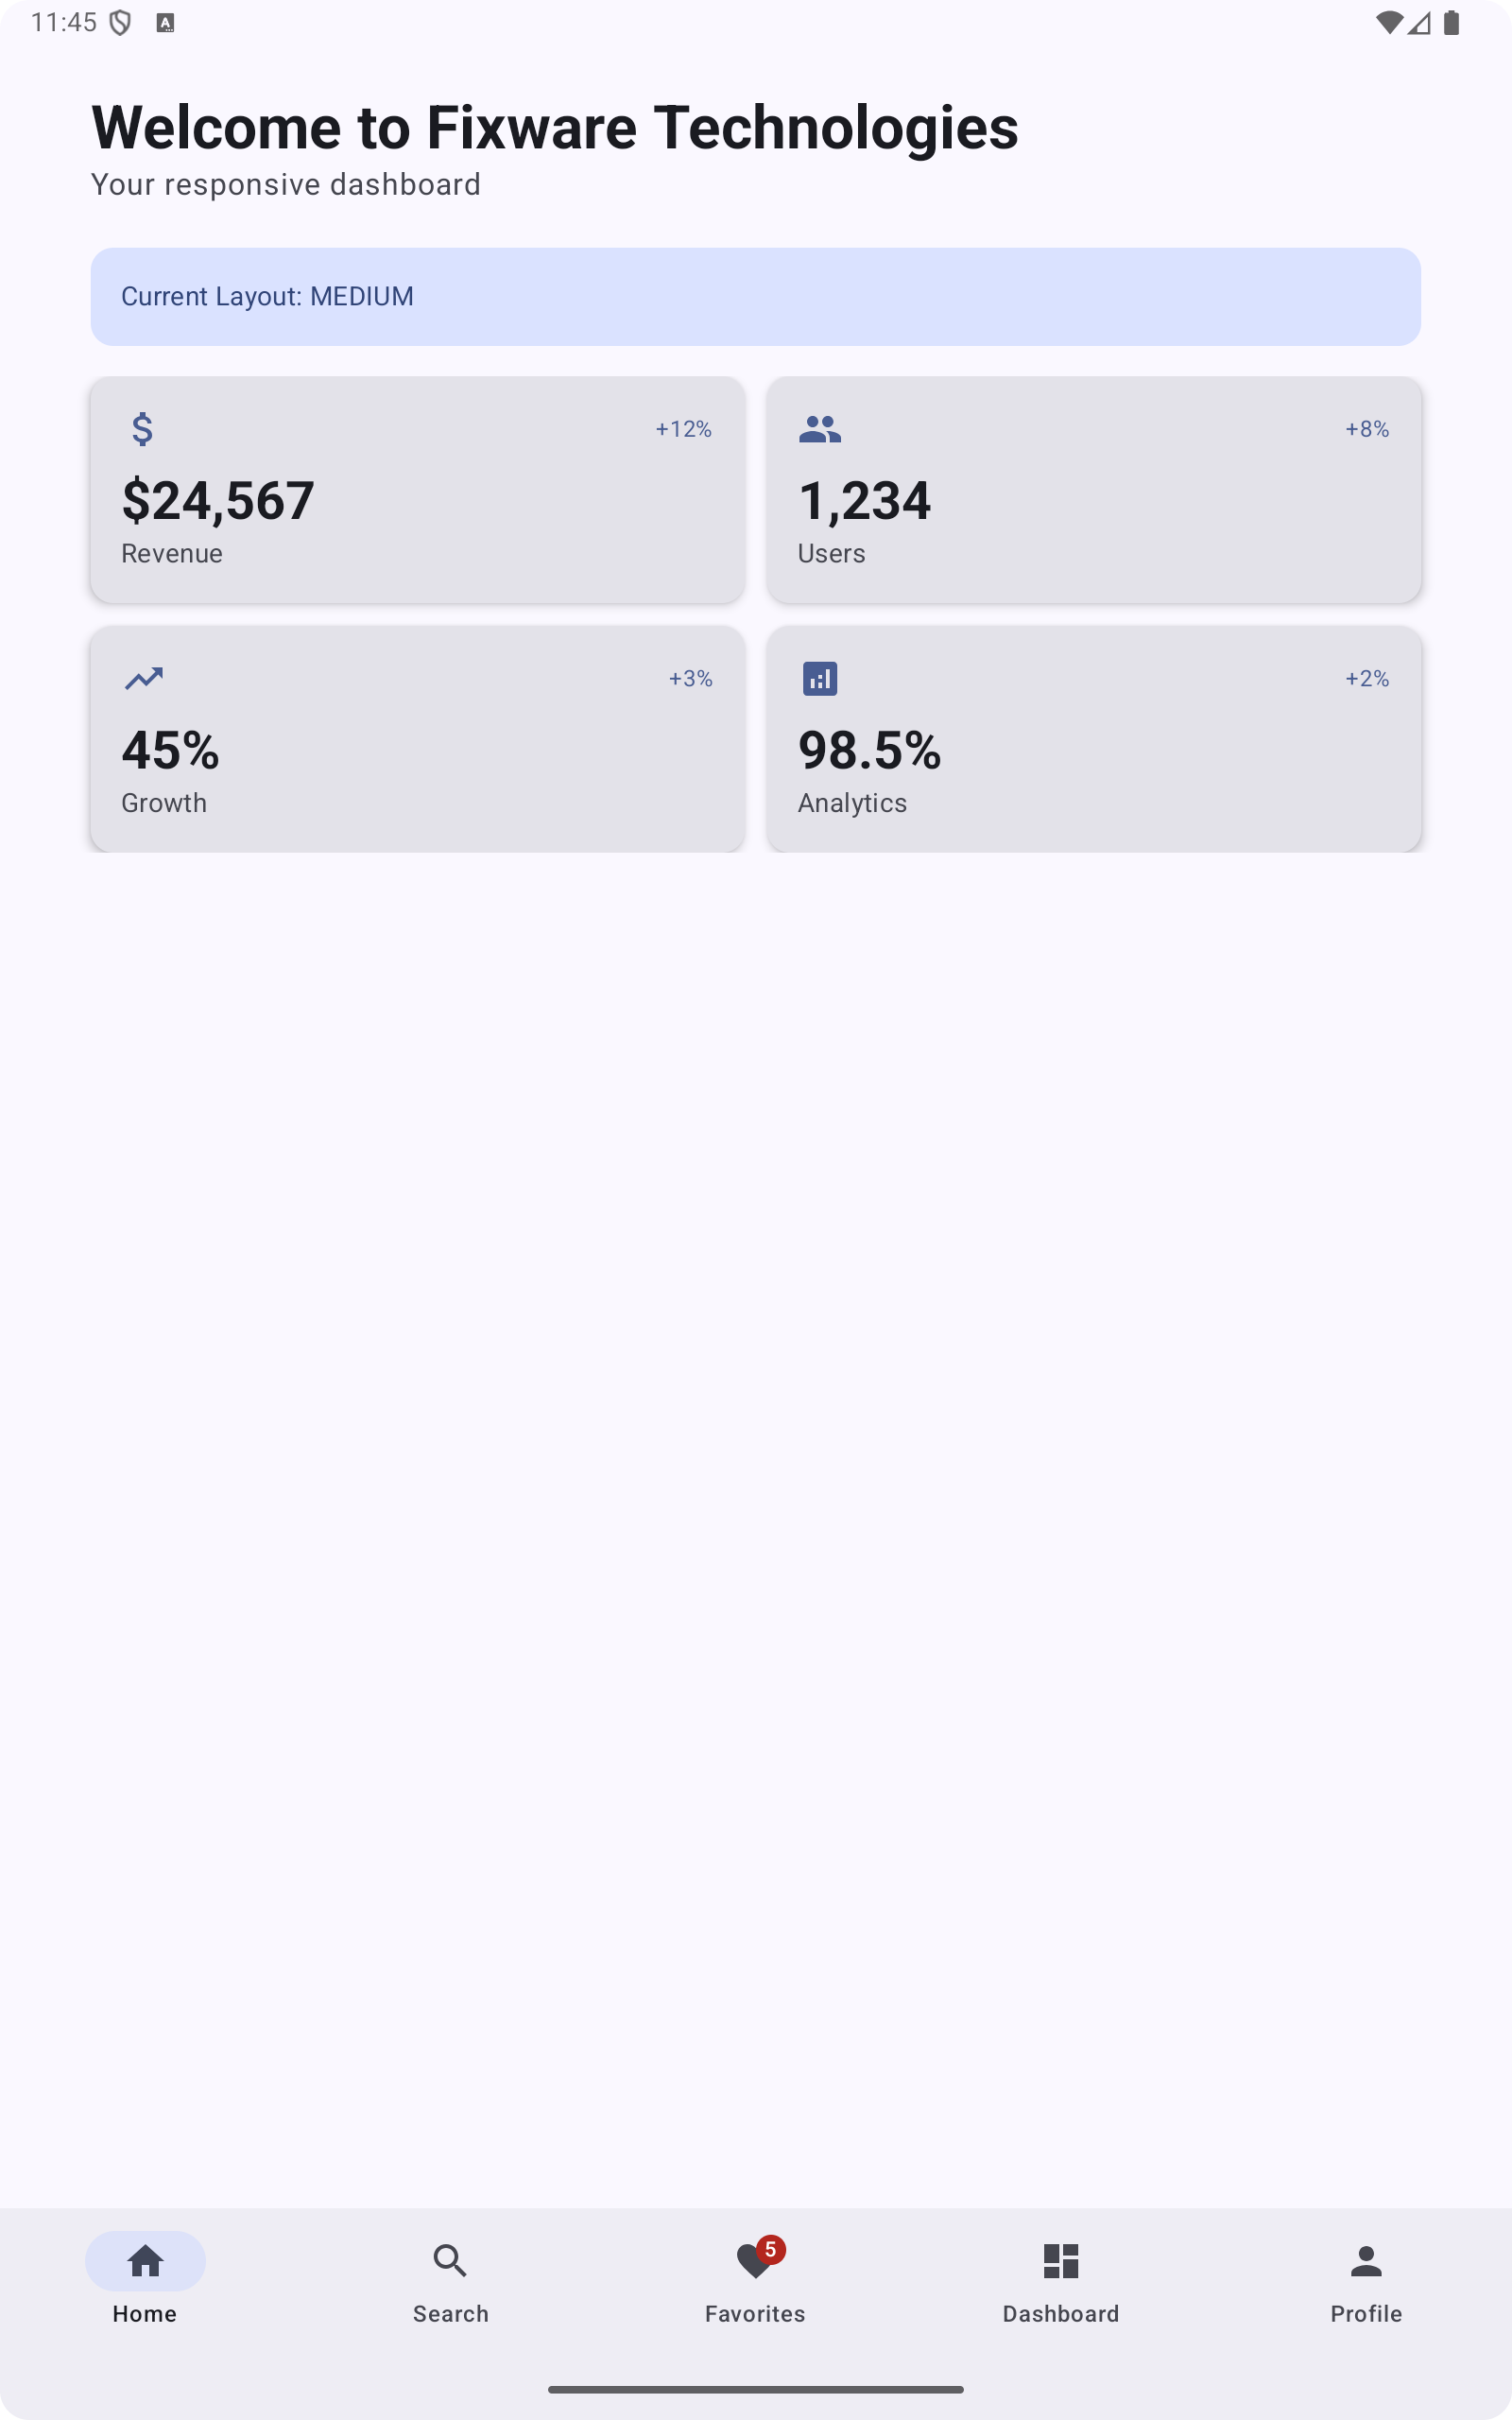 11:45
Welcome to Fixware Technologies
Your responsive dashboard
Current Layout: MEDIUM
+12%
$24,567
Revenue
+8%
1,234
Users
+3%
45%
Growth
+2%
98.5%
Analytics
Home
Search
5
Favorites
Dashboard
Profile